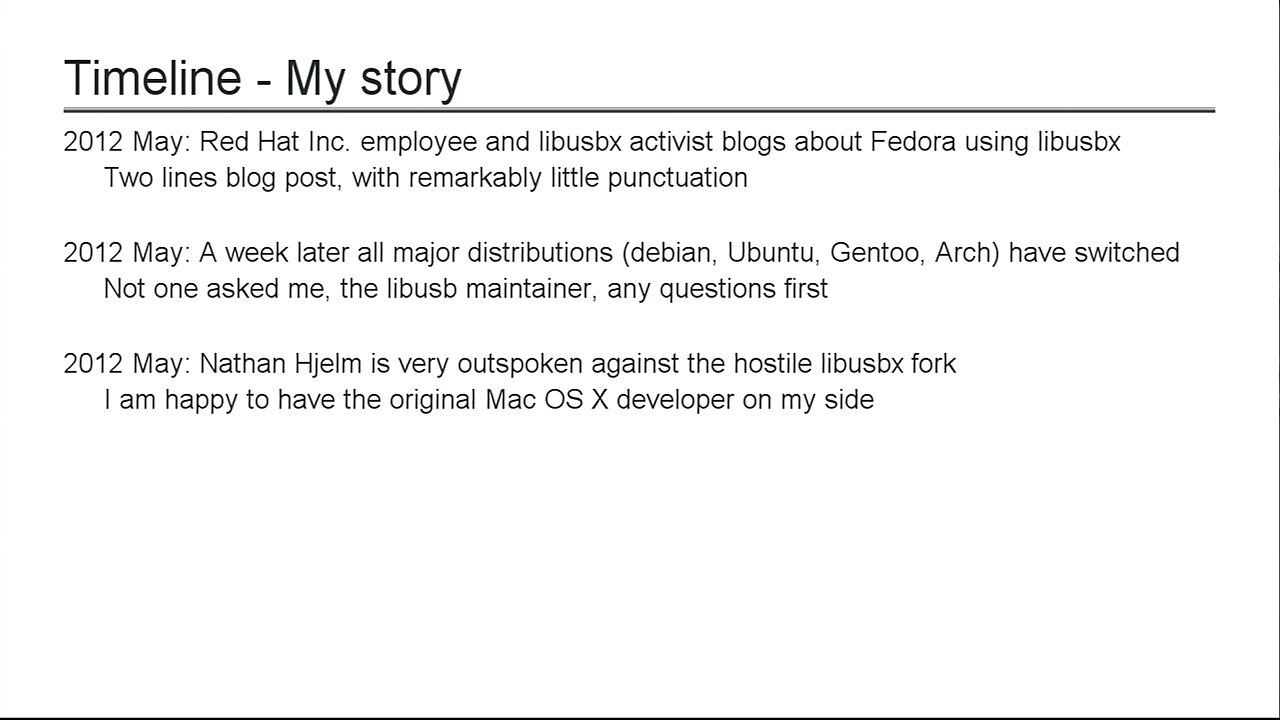 Timeline - My story
2012 May: Red Hat Inc. employee and libusbx activist blogs about Fedora using libusbx
Two lines blog post, with remarkably little punctuation
2012 May: A week later all major distributions (debian, Ubuntu, Gentoo, Arch) have switched
Not one asked me, the libusb maintainer, any questions first
2012 May: Nathan Hjelm is very outspoken against the hostile libusbx fork
I am happy to have the original Mac OS X developer on my side